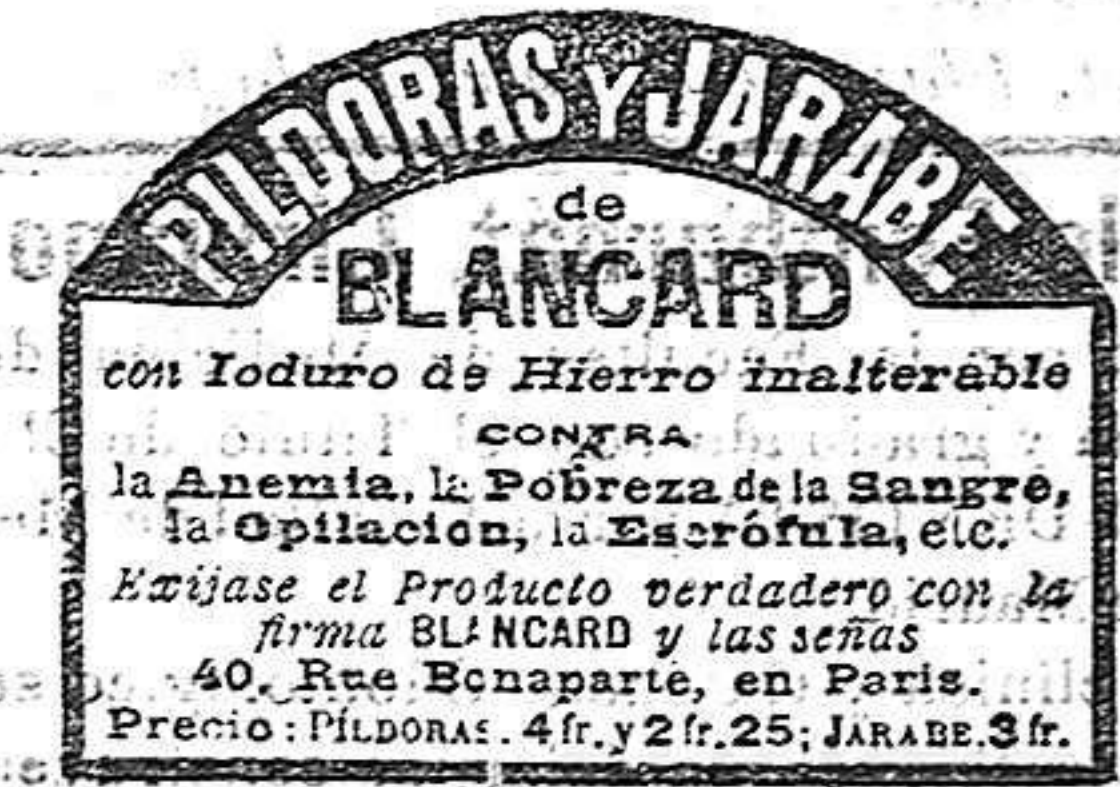 PILDORAS Y JARABE
de
BLANCARD
con Ioduro de Hierro inalterable
CONTRA
la Anemia, la Pobreza de la Sangre,
la Opilacion, la Escrófula, etc.
Exijase el Producto verdadero con la
firma BLANCARD y las señas
40, Rue Bonaparte, en Paris.
Precio: PÍLDORAS. 4 fr. y 2 fr. 25; JARABE. 3 fr.